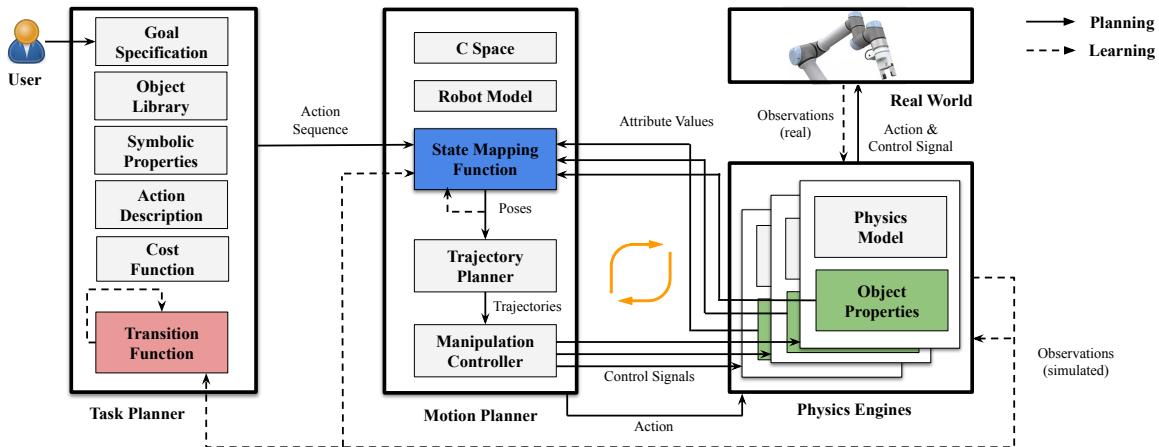 User
Goal
Specification
Object
Library
Symbolic
Properties
Action
Description
Cost
Function
Transition
Function
Task Planner
Action
Sequence
C Space
Robot Model
State Mapping
Function
Poses
Trajectory
Planner
Trajectories
Manipulation
Controller
Motion Planner
Attribute Values
Control Signals
Action
Real World
Observations
(real)
Action &
Control Signal
Physics
Model
Object
Properties
Physics Engines
Observations
(simulated)
Planning
Learning